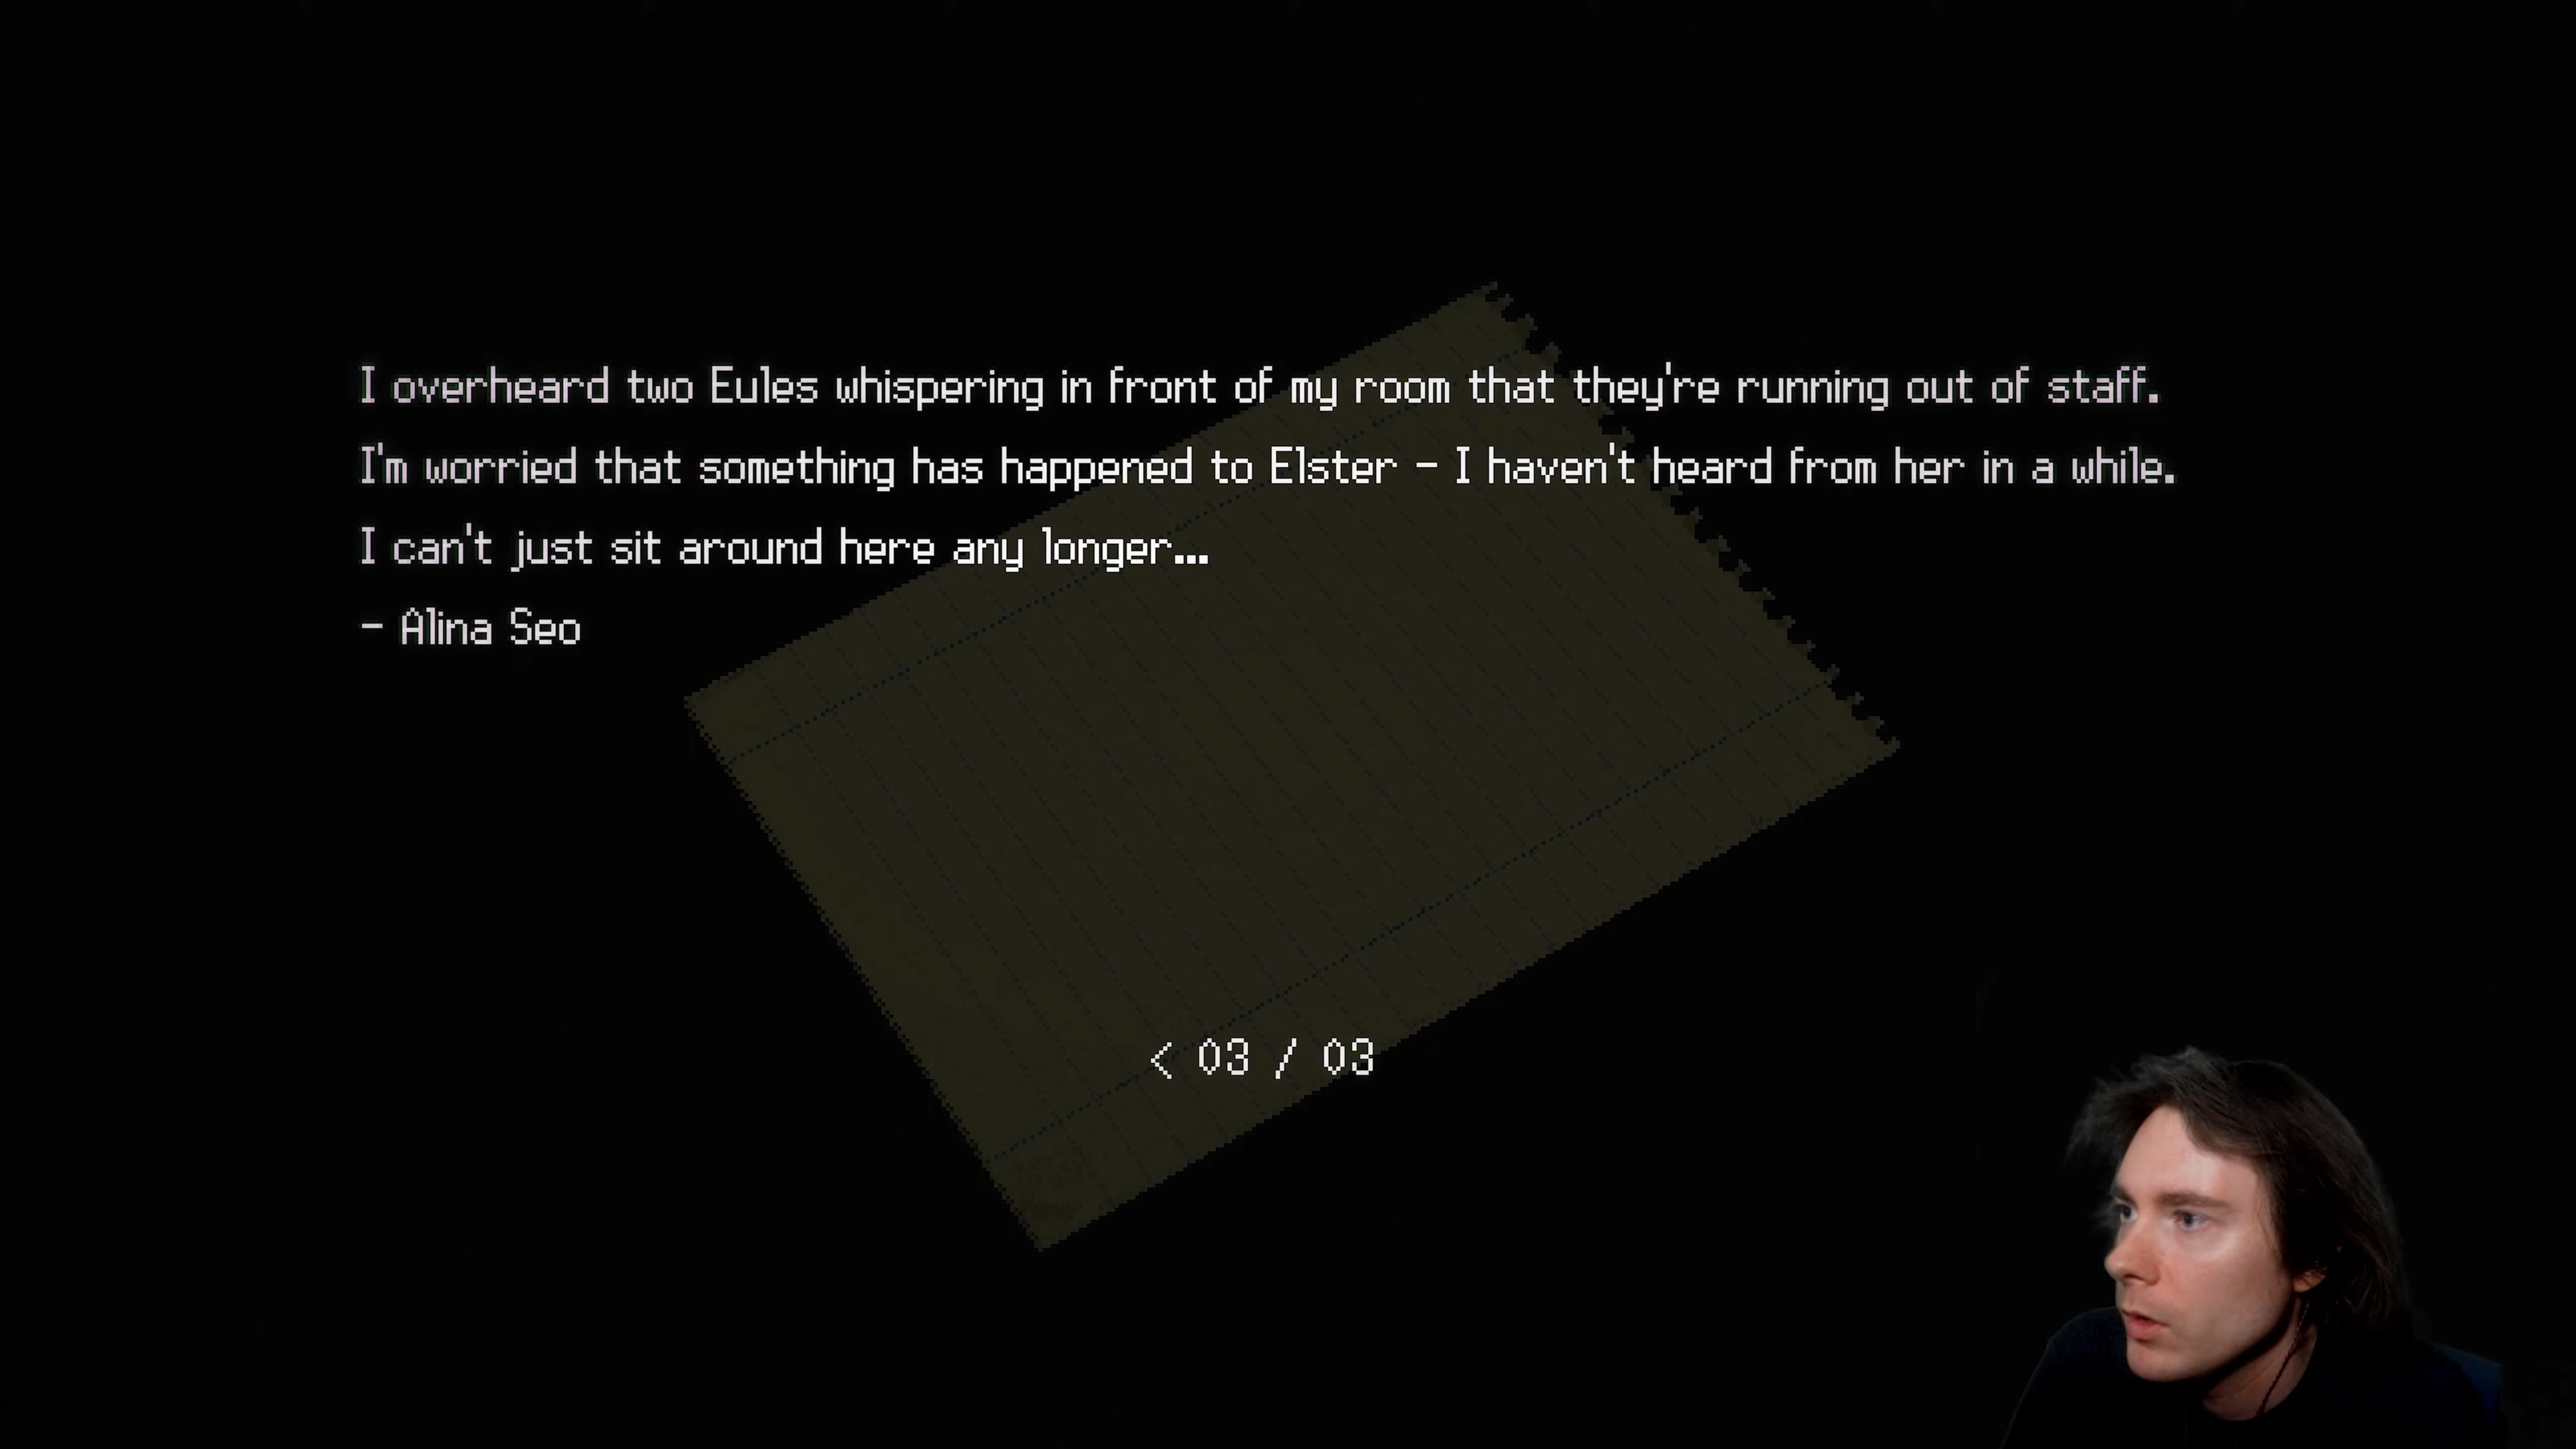 I overheard two Eules whispering in front of my room that they're running out of staff.
I'm worried that something has happened to Elster - I haven't heard from her in a while.
I can't just sit around here any longer...
- Alina Seo
< 03 / 03